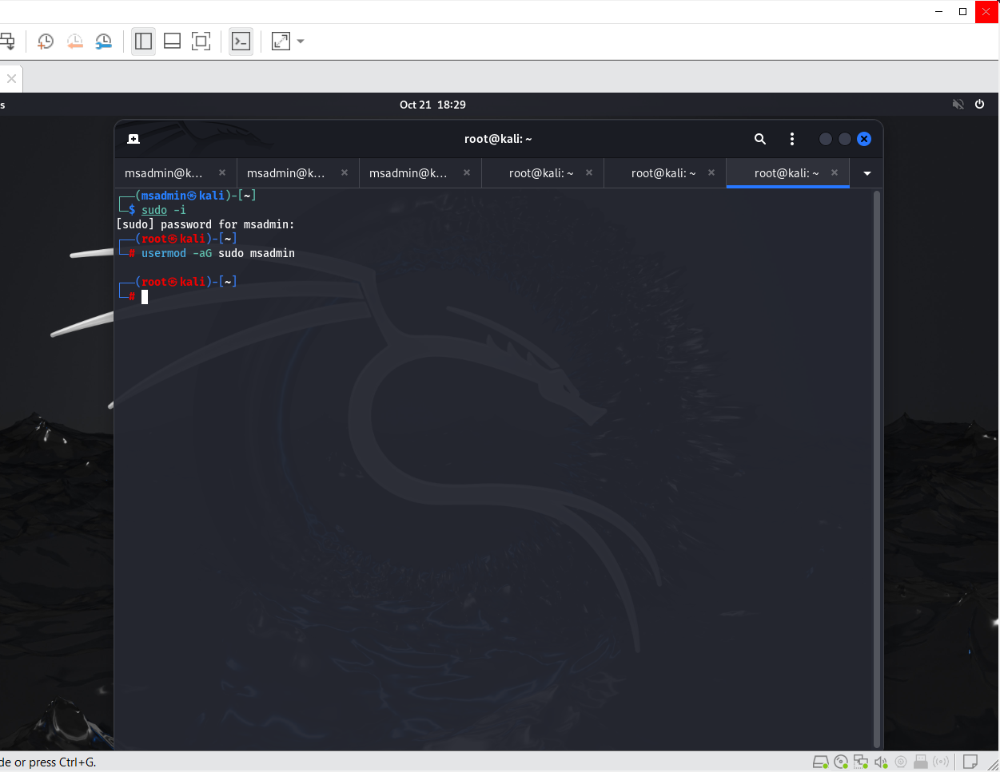 s
Oct 21 18:29
root@kali: ~
msadmin@k...
msadmin@k...
msadmin@k...
root@kali: ~
root@kali: ~
root@kali: ~
(msadmin㉿kali)-[~]
$ sudo -i
[sudo] password for msadmin:
(root㉿kali)-[~]
# usermod -aG sudo msadmin
(root㉿kali)-[~]
#
de or press Ctrl+G.